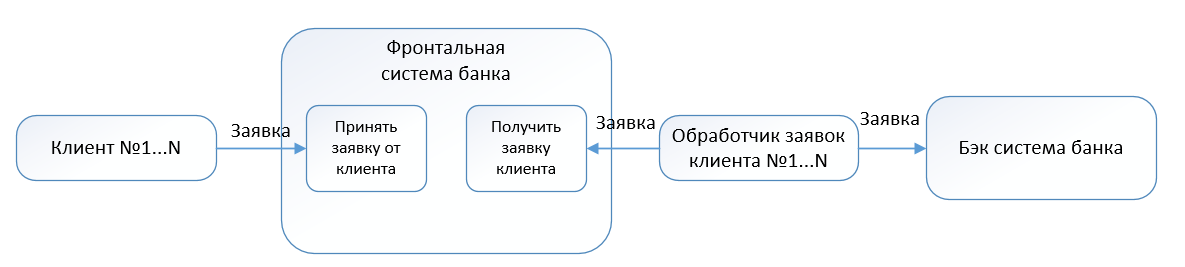 Фронтальная
система банка
Клиент №1...N
Заявка
Принять
заявку от
клиента
Получить
заявку
клиента
Заявка
Обработчик заявок
клиента №1...N
Заявка
Бэк система банка